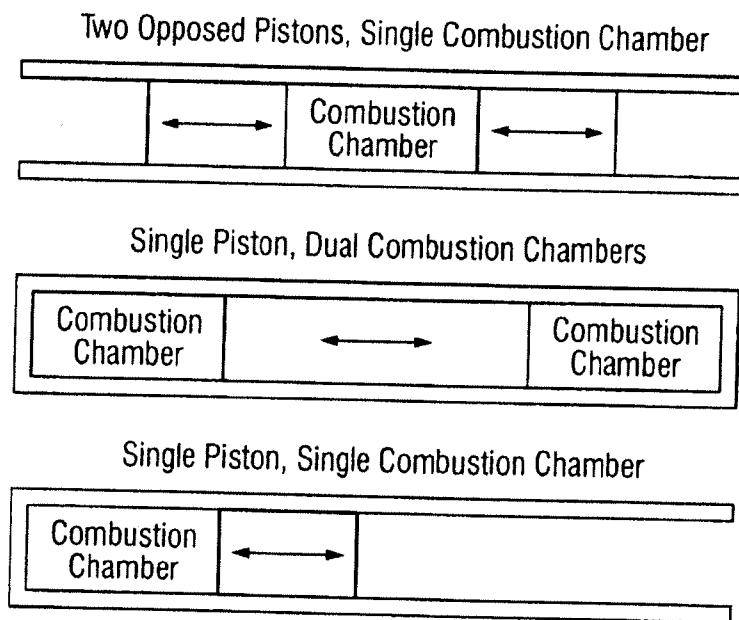 Two Opposed Pistons, Single Combustion Chamber
Combustion
Chamber
Single Piston, Dual Combustion Chambers
Combustion
Chamber
Combustion
Chamber
Single Piston, Single Combustion Chamber
Combustion
Chamber